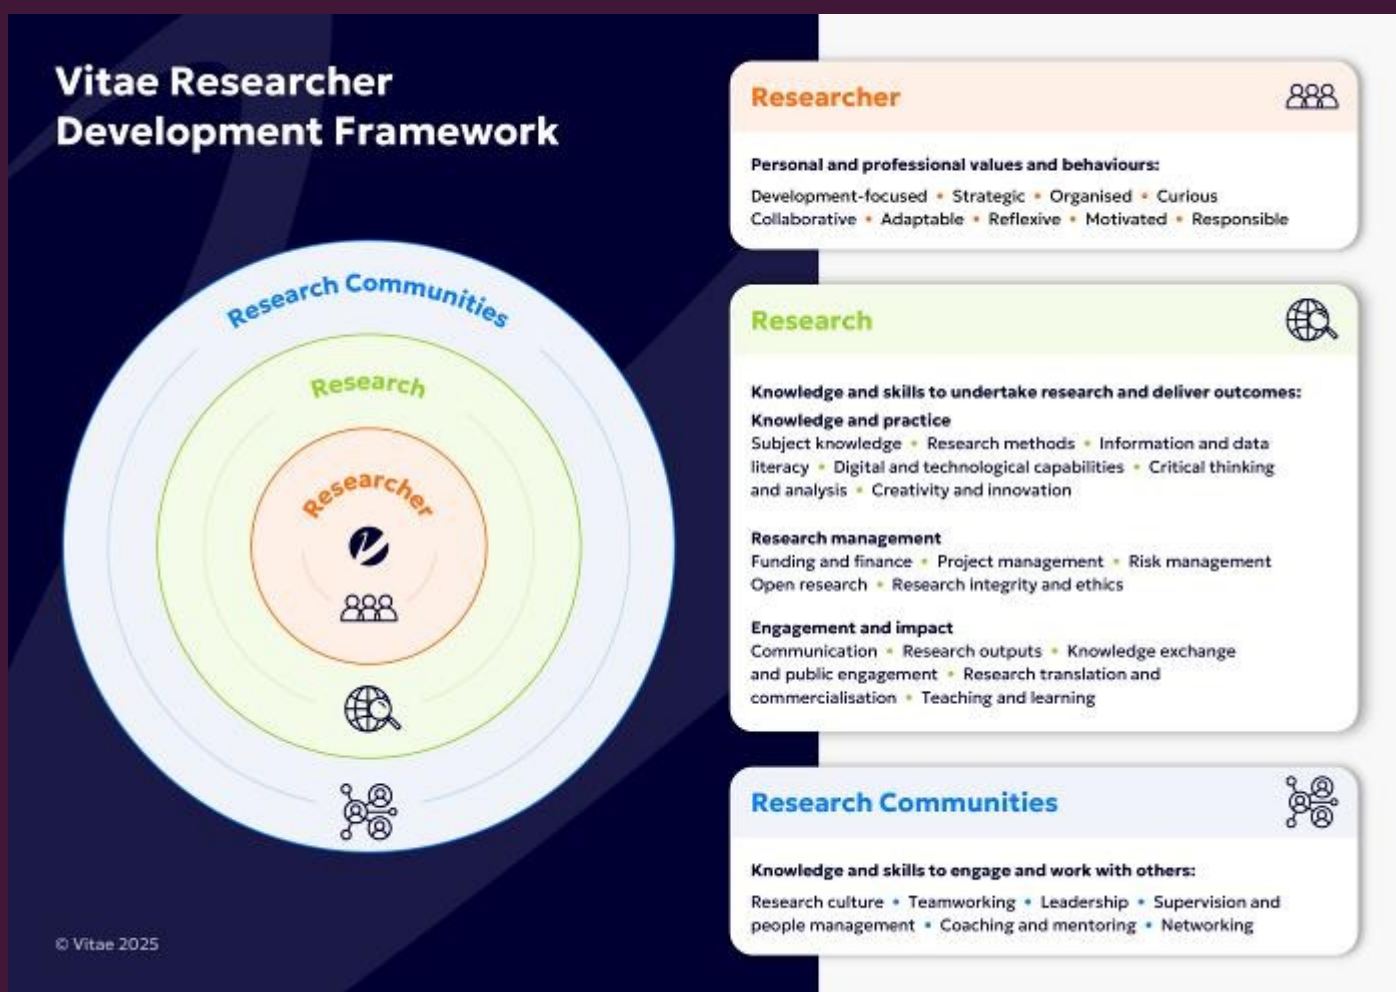 Vitae Researcher
Development Framework
Research Communities
Research
Researcher
© Vitae 2025
Researcher
Personal and professional values and behaviours:
Development-focused • Strategic • Organised • Curious
Collaborative • Adaptable • Reflexive • Motivated • Responsible
Research
Knowledge and skills to undertake research and deliver outcomes:
Knowledge and practice
Subject knowledge • Research methods • Information and data
literacy • Digital and technological capabilities • Critical thinking
and analysis • Creativity and innovation
Research management
Funding and finance • Project management • Risk management
Open research • Research integrity and ethics
Engagement and impact
Communication • Research outputs • Knowledge exchange
and public engagement • Research translation and
commercialisation • Teaching and learning
Research Communities
Knowledge and skills to engage and work with others:
Research culture • Teamworking • Leadership • Supervision and
people management • Coaching and mentoring • Networking